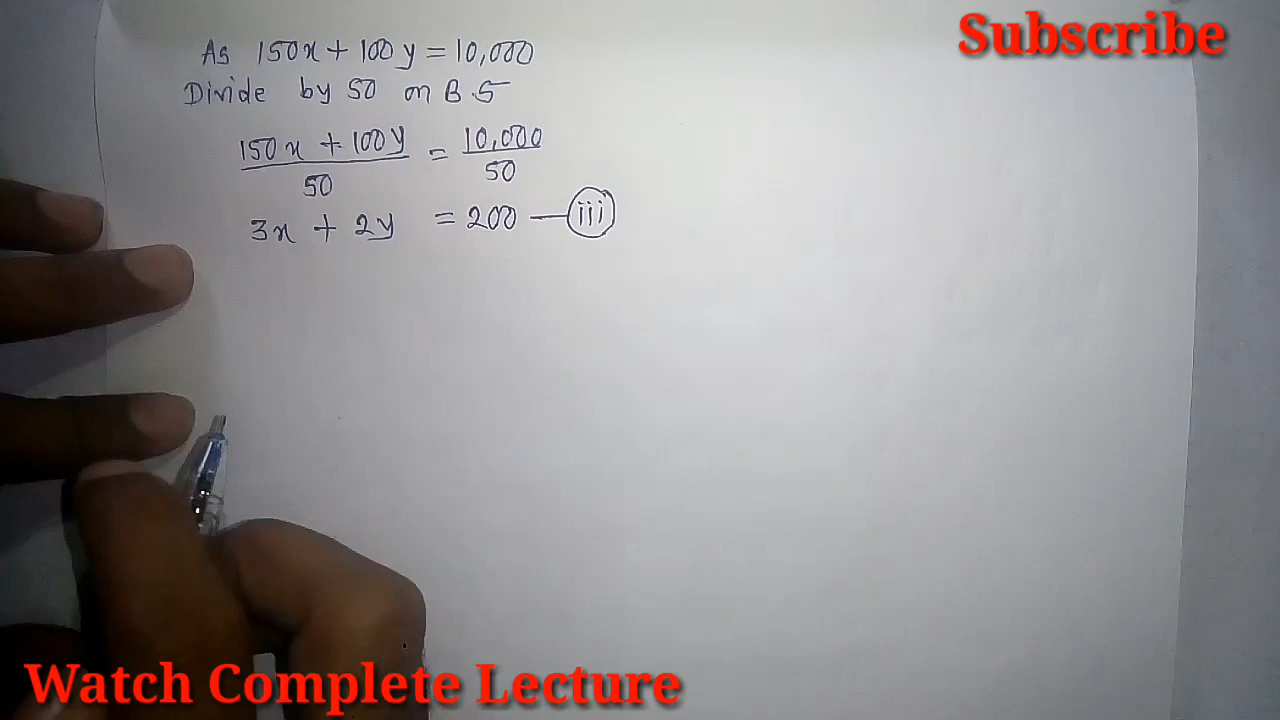 Subscribe
As 150x + 100y = 10,000
Divide by 50 on B.S
150x + 100y / 50 = 10,000 / 50
3x + 2y = 200 — iii
Watch Complete Lecture